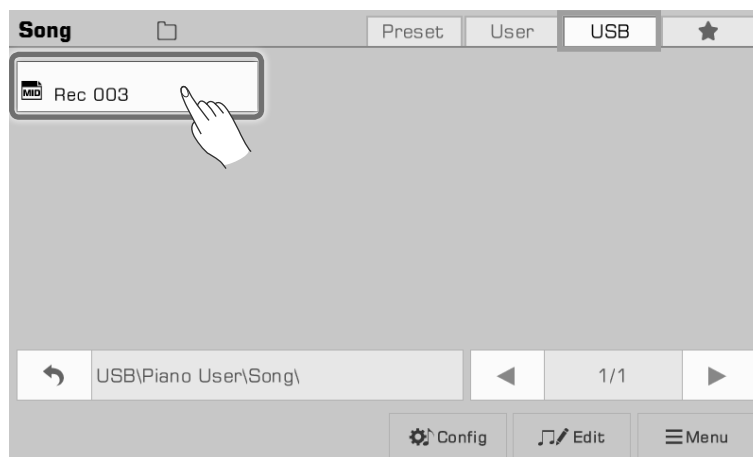 Song Preset User USB
MID Rec 003
USB\Piano User\Song\ 1/1
Config Edit Menu